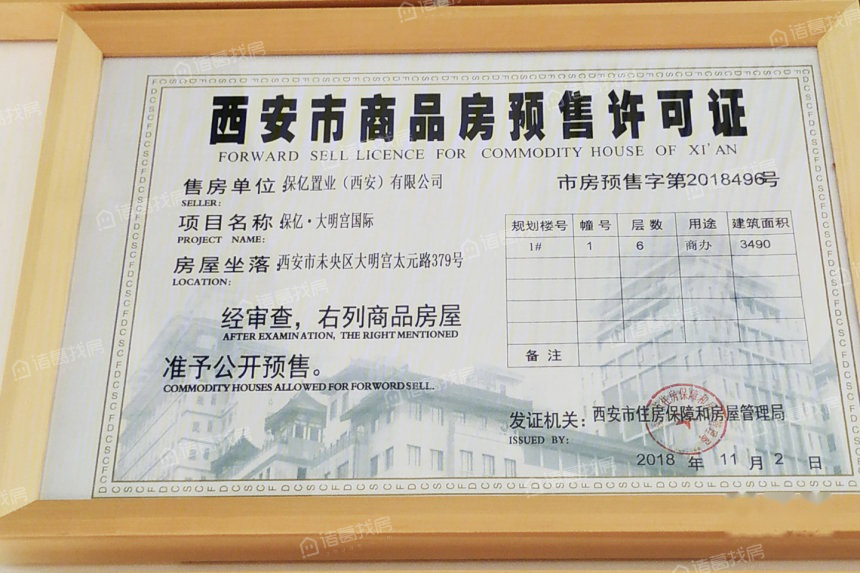 西安市商品房预售许可证
FORWARD SELL LICENCE FOR COMMODITY HOUSE OF XI'AN
售房单位:保亿置业(西安)有限公司
SELLER:
市房预售字第2018496号
项目名称:保亿·大明宫国际
PROJECT NAME:
房屋坐落:西安市未央区大明宫太元路379号
LOCATION:
规划楼号 幢号 层数 用途 建筑面积
1# 1 6 商办 3490
备注
经审查,右列商品房屋
AFTER EXAMINATION, THE RIGHT MENTIONED
准予公开预售。
COMMODITY HOUSES ALLOWED FOR FORWORD SELL.
发证机关:西安市住房保障和房屋管理局
ISSUED BY:
2018 年 11 月 2 日
诸葛找房